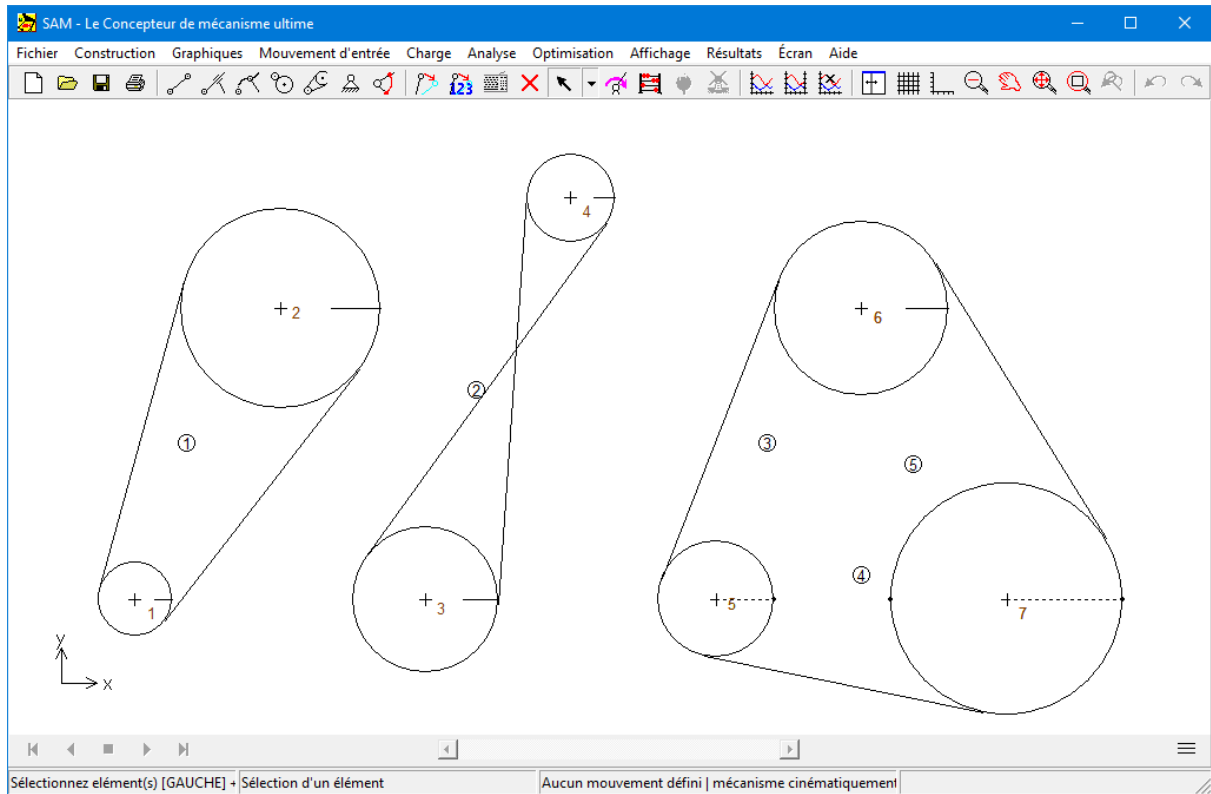 SAM - Le Concepteur de mécanisme ultime
Fichier Construction Graphiques Mouvement d'entrée Charge Analyse Optimisation Affichage Résultats Écran Aide
123
4
2
6
2
1
3
5
4
1
3
5
7
y
x
Sélectionnez elément(s) [GAUCHE] + Sélection d'un élément Aucun mouvement défini | mécanisme cinématiquement